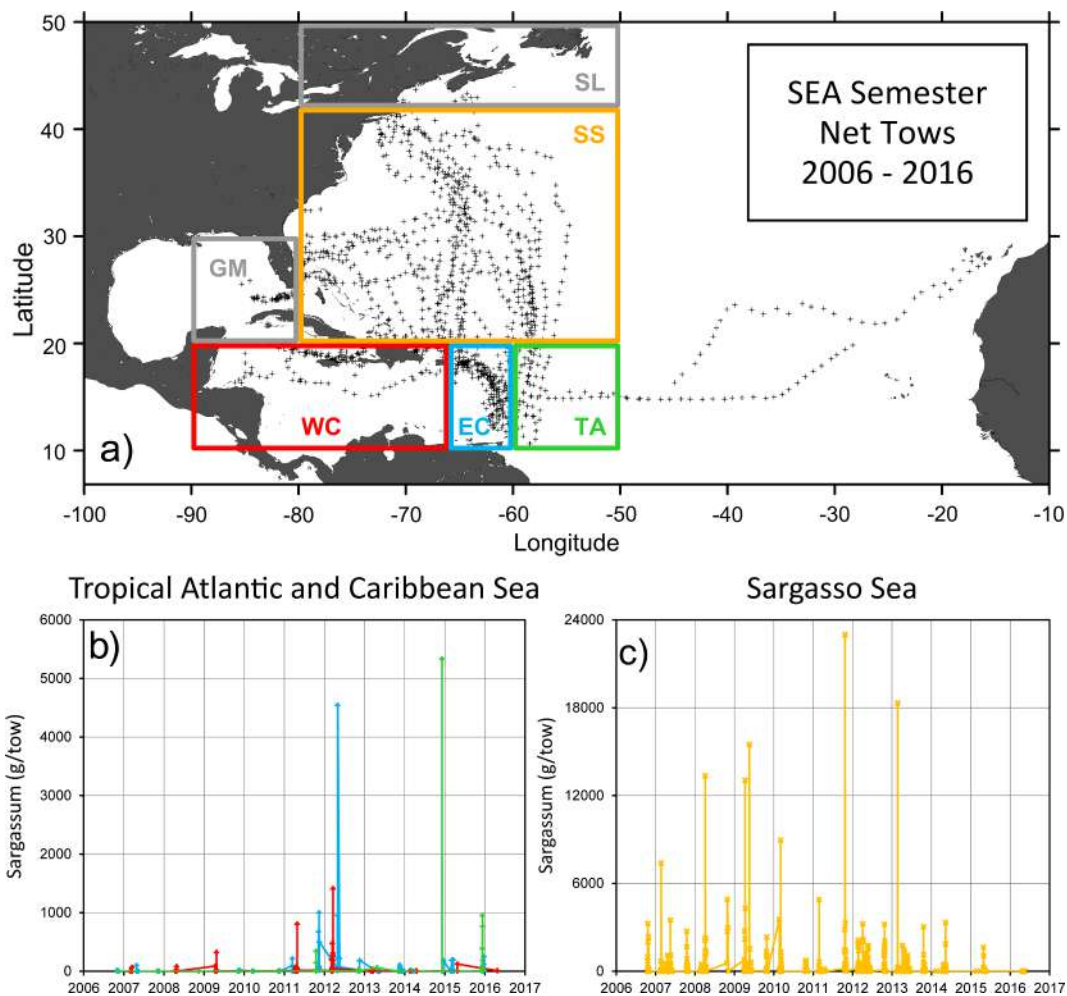 50
40
30
20
10
Latitude
SL
SS
GM
WC
EC
TA
a)
SEA Semester
Net Tows
2006 - 2016
-100 -90 -80 -70 -60 -50 -40 -30 -20 -10
Longitude
Tropical Atlantic and Caribbean Sea
b)
Sargassum (g/tow)
6000
5000
4000
3000
2000
1000
0
2006 2007 2008 2009 2010 2011 2012 2013 2014 2015 2016 2017
Sargasso Sea
c)
Sargassum (g/tow)
24000
18000
12000
6000
0
2006 2007 2008 2009 2010 2011 2012 2013 2014 2015 2016 2017